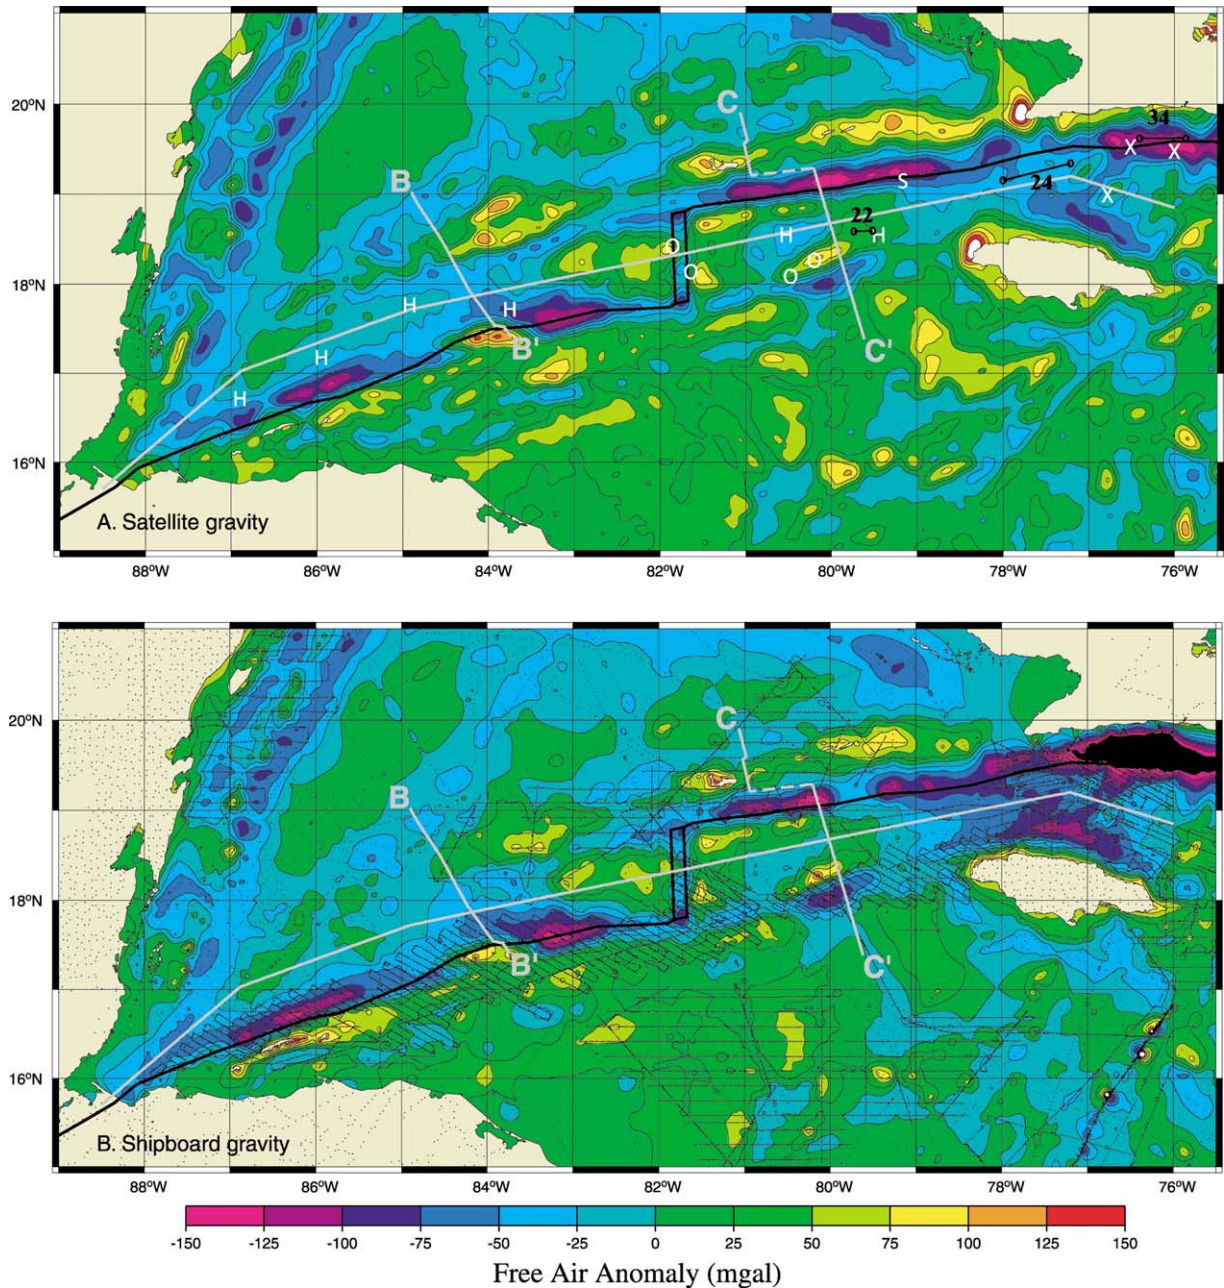 C
34
20°N
X
X
B
S
24
X
22
H
H
O
O
O
O
18°N
H
H
B'
C'
H
H
16°N
A. Satellite gravity
88°W 86°W 84°W 82°W 80°W 78°W 76°W
20°N
C
B
18°N
B'
C'
16°N
B. Shipboard gravity
88°W 86°W 84°W 82°W 80°W 78°W 76°W
-150 -125 -100 -75 -50 -25 0 25 50 75 100 125 150
Free Air Anomaly (mgal)